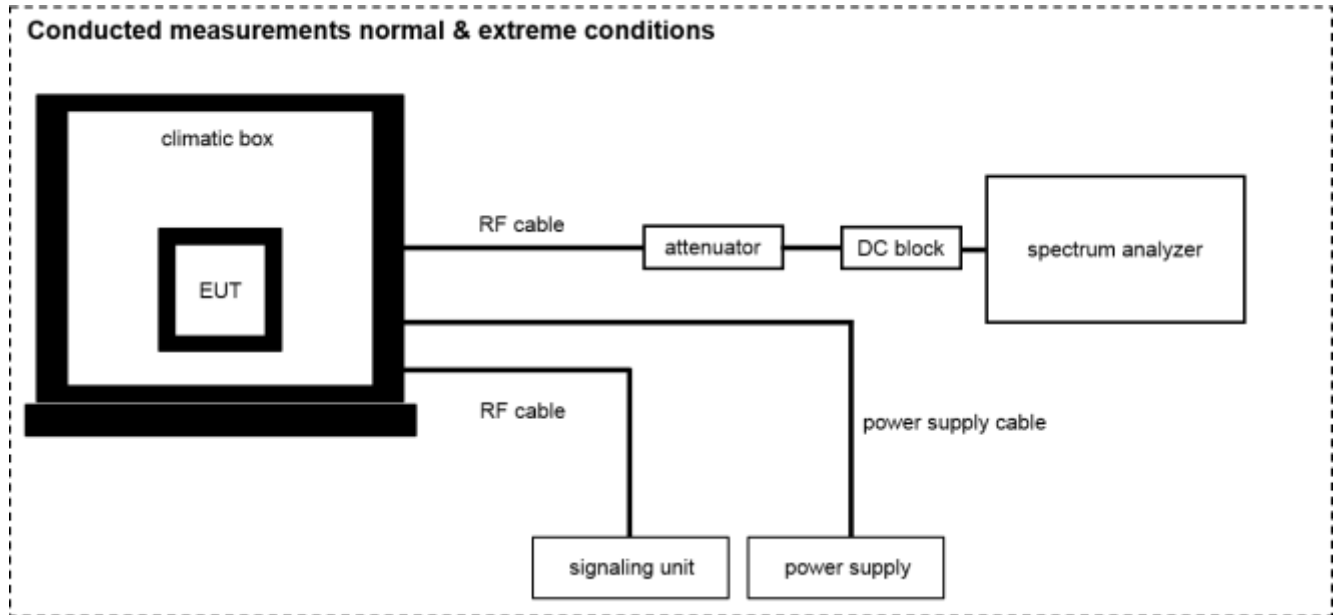 Conducted measurements normal & extreme conditions
climatic box
RF cable
attenuator
DC block
spectrum analyzer
EUT
RF cable
power supply cable
signaling unit
power supply